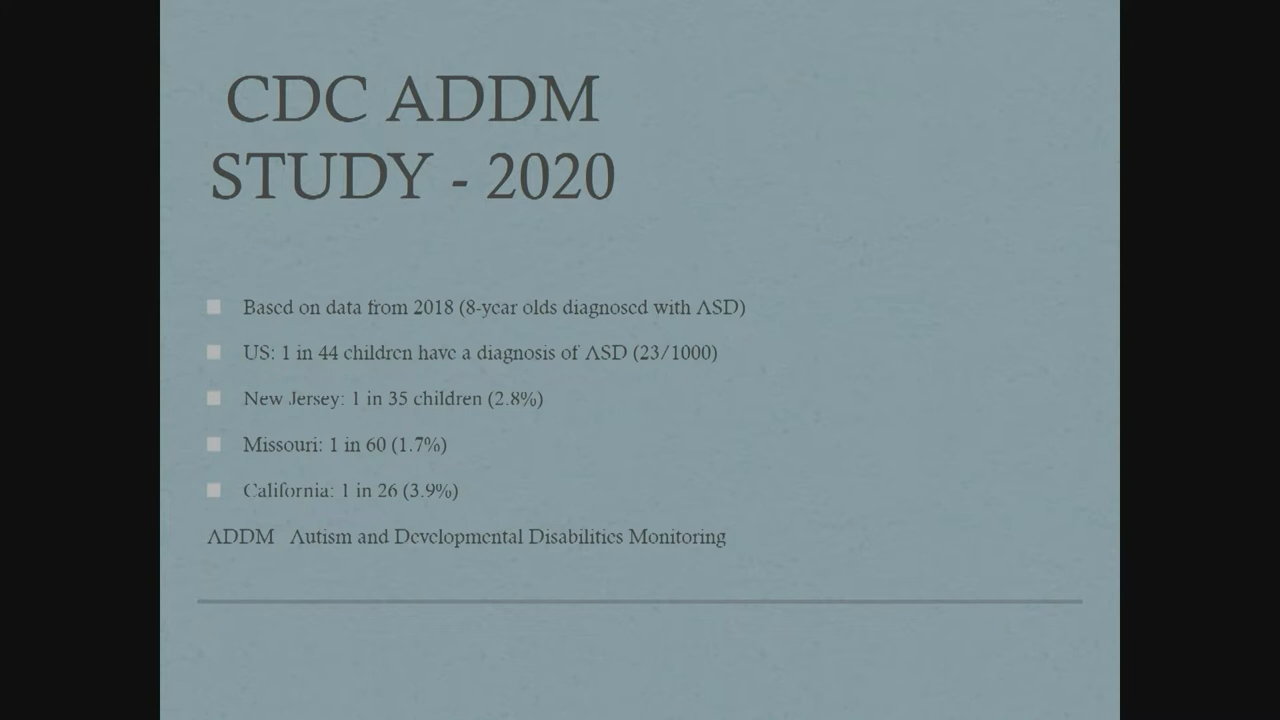 CDC ADDM
STUDY - 2020
Based on data from 2018 (8-year olds diagnosed with ASD)
US: 1 in 44 children have a diagnosis of ASD (23/1000)
New Jersey: 1 in 35 children (2.8%)
Missouri: 1 in 60 (1.7%)
California: 1 in 26 (3.9%)
ADDM Autism and Developmental Disabilities Monitoring